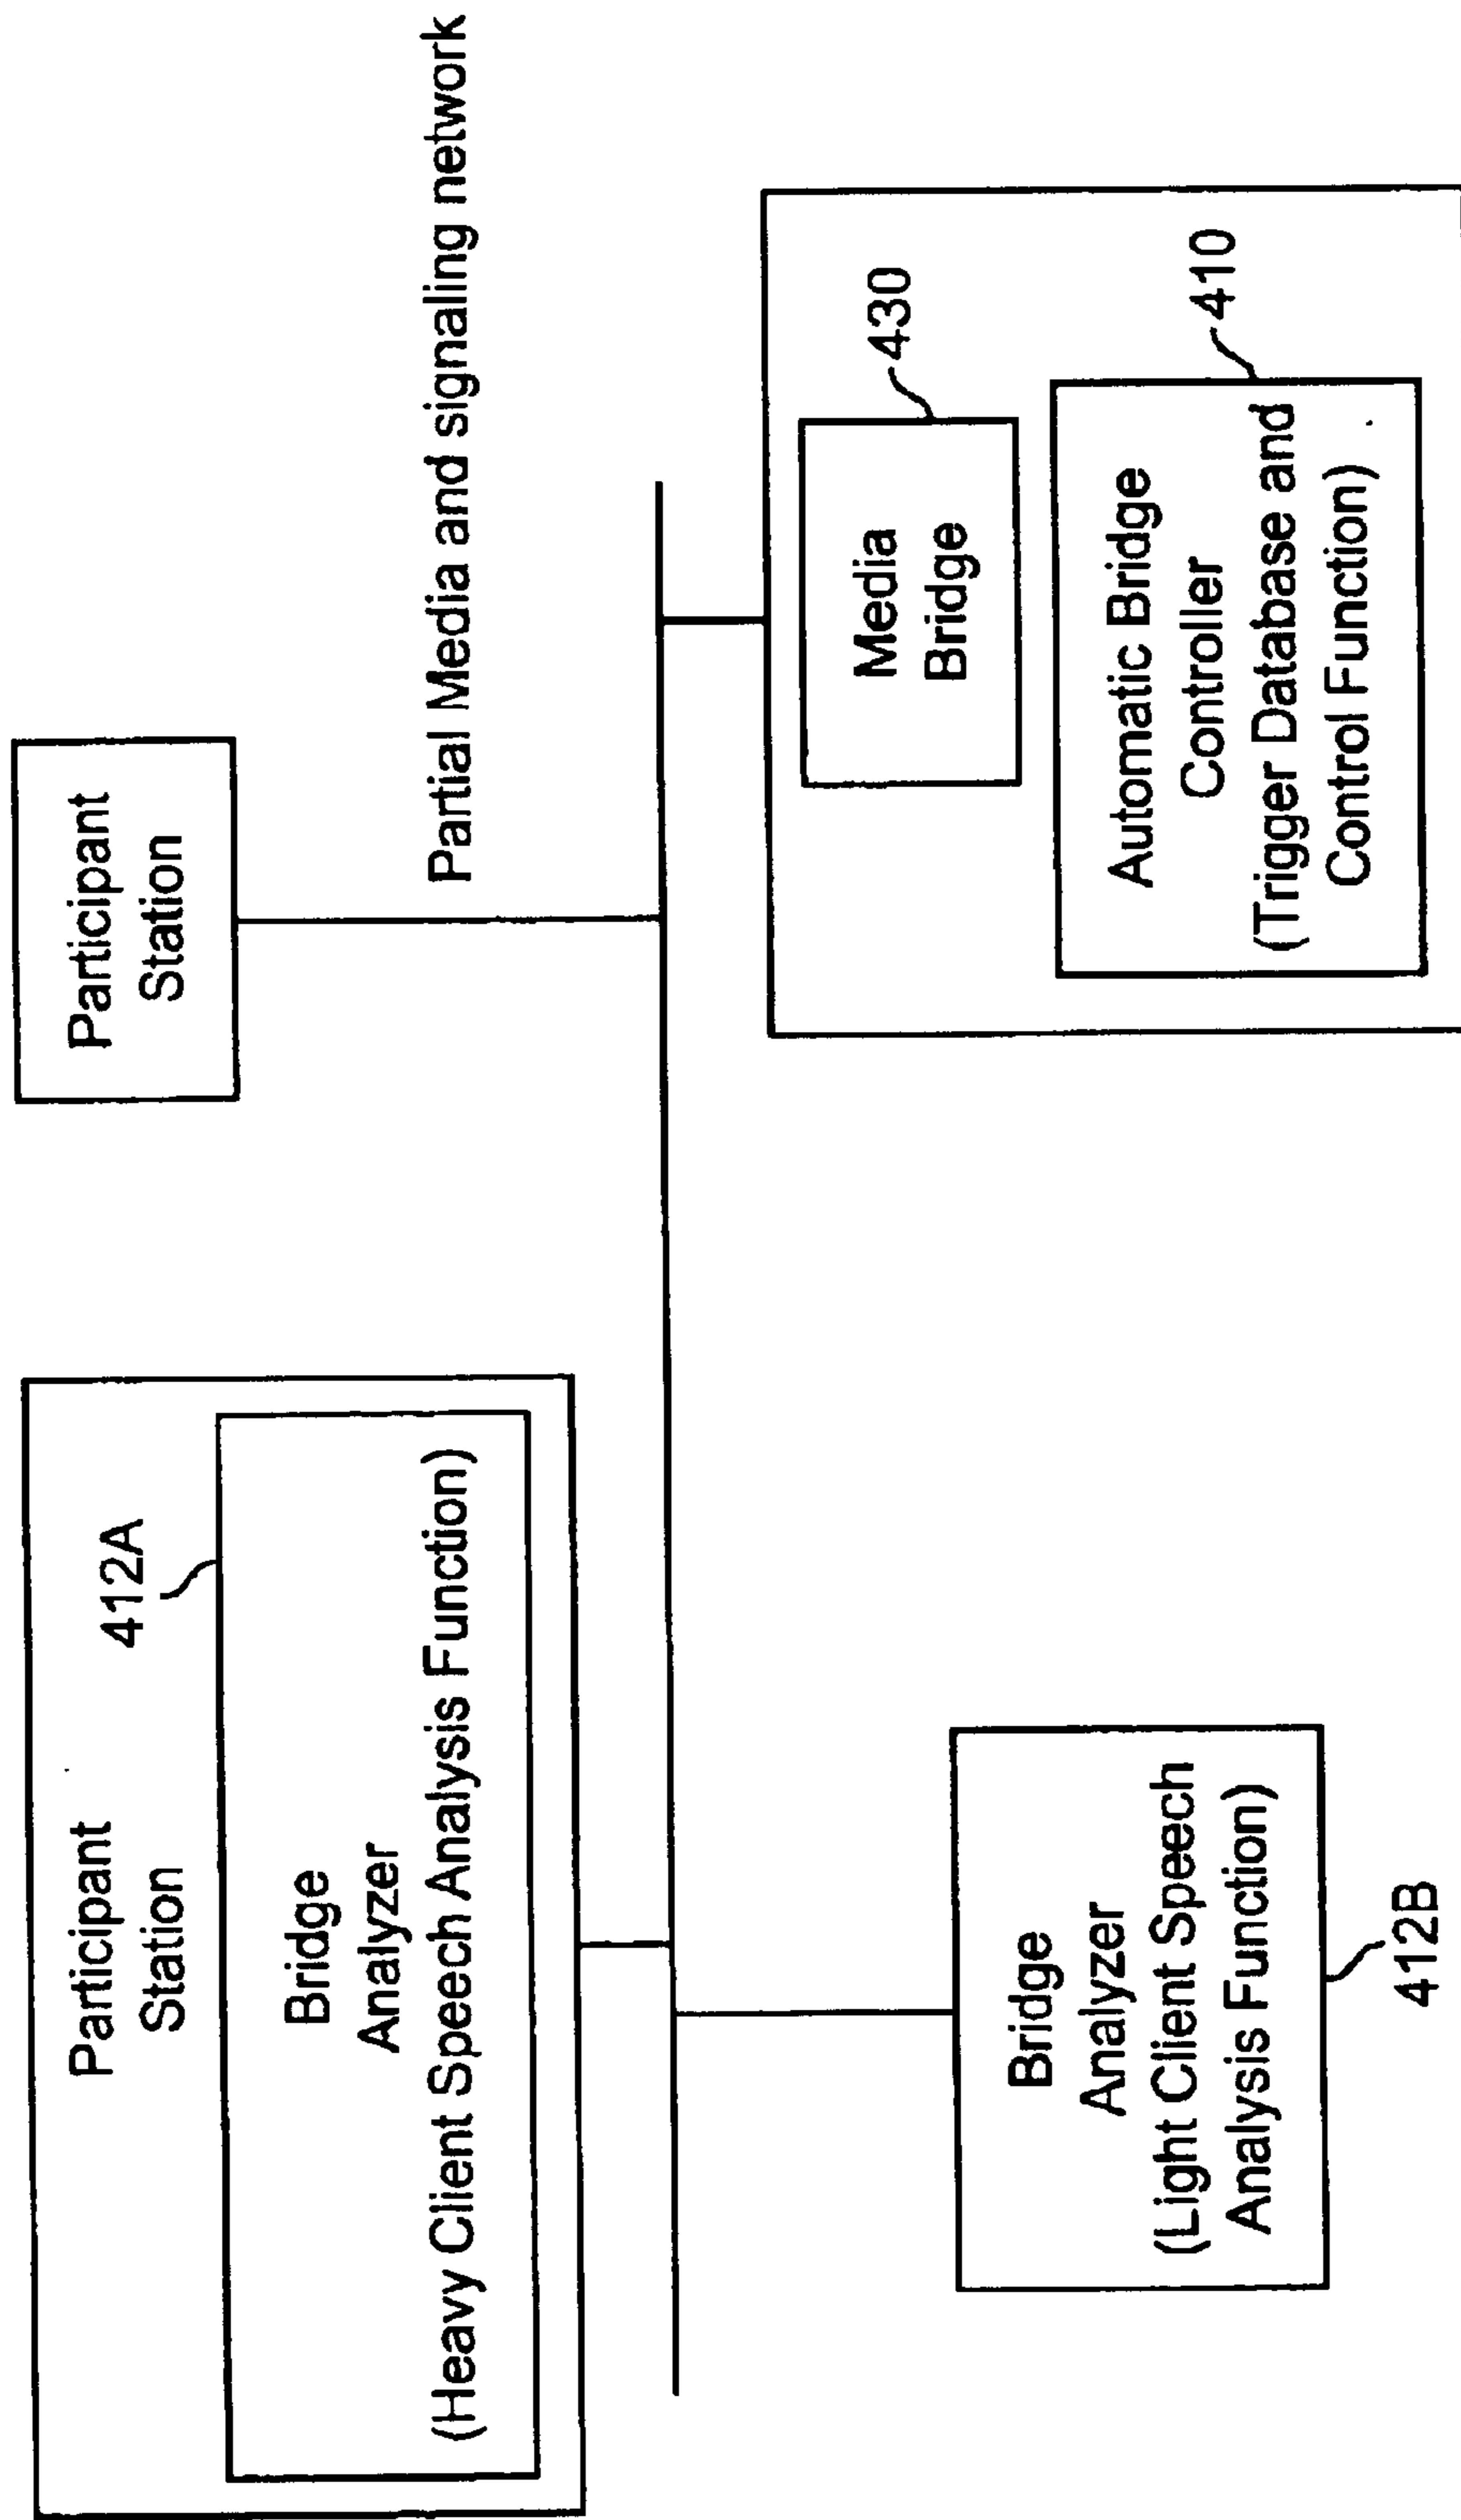 Participant
Station
412A
Bridge
Analyzer
(Heavy Client Speech Analysis Function)
Participant
Station
Partial Media and signaling network
Bridge
Analyzer
(Light Client Speech
Analysis Function)
412B
430
Media
Bridge
410
Automatic Bridge
Controller
(Trigger Database and
Control Function)